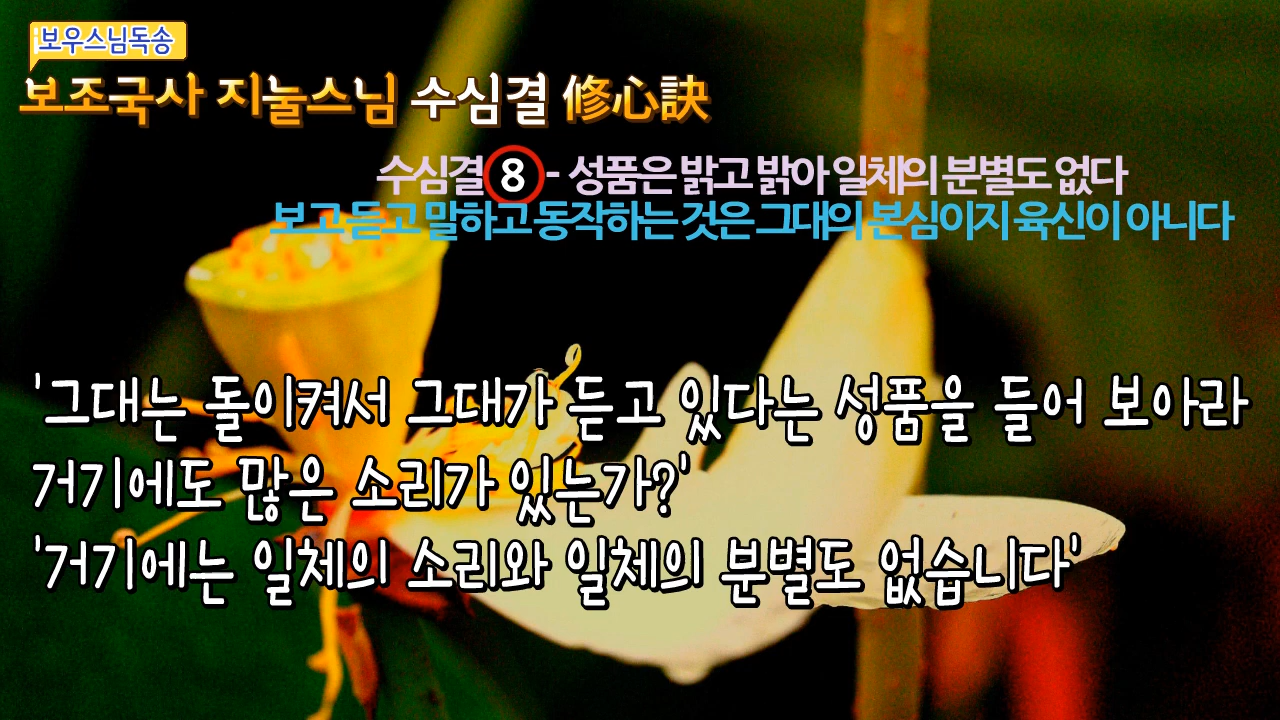 보우스님독송
보조국사 지눌스님 수심결 修心訣
수심결 8 - 성품은 밝고 밝아 일체의 분별도 없다
보고 듣고 말하고 동작하는 것은 그대의 본심이지 육신이 아니다
'그대는 돌이켜서 그대가 듣고 있다는 성품을 들어 보아라
거기에도 많은 소리가 있는가?'
'거기에는 일체의 소리와 일체의 분별도 없습니다'